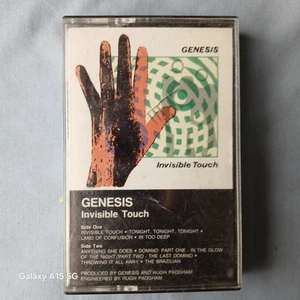 GENESIS
Invisible Touch
GENESIS
Invisible Touch
Side One
INVISIBLE TOUCH • TONIGHT, TONIGHT, TONIGHT •
LAND OF CONFUSION • IN TOO DEEP
Side Two
ANYTHING SHE DOES • DOMINO: PART ONE - IN THE GLOW
OF THE NIGHT/PART TWO - THE LAST DOMINO •
THROWING IT ALL AWAY • THE BRAZILIAN
PRODUCED BY GENESIS AND HUGH PADGHAM
ENGINEERED BY HUGH PADGHAM
Galaxy A15 5G